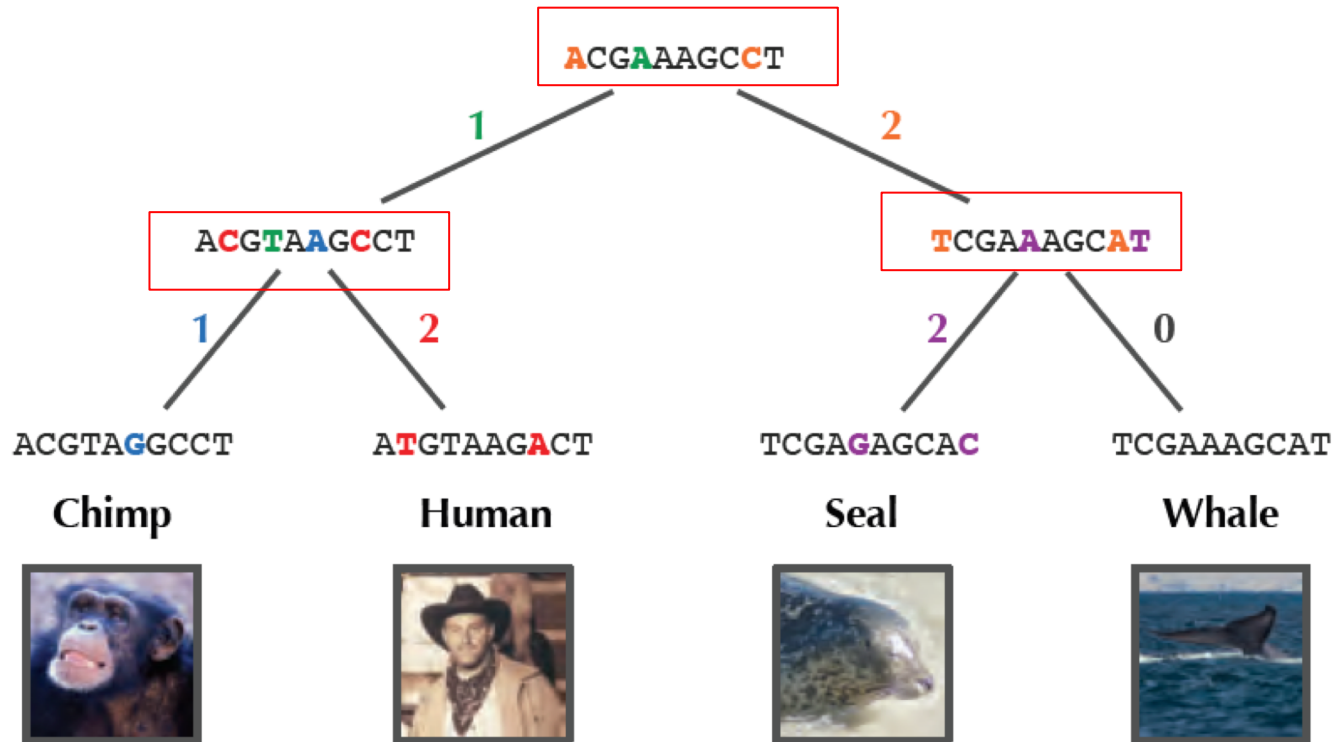 ACGAAAGCCT
1 2
ACGTAAGCCT TCGAAAGCAT
1 2 2 0
ACGTAGGCCT ATGTAAGACT TCGAGAGCAC TCGAAAGCAT
Chimp Human Seal Whale